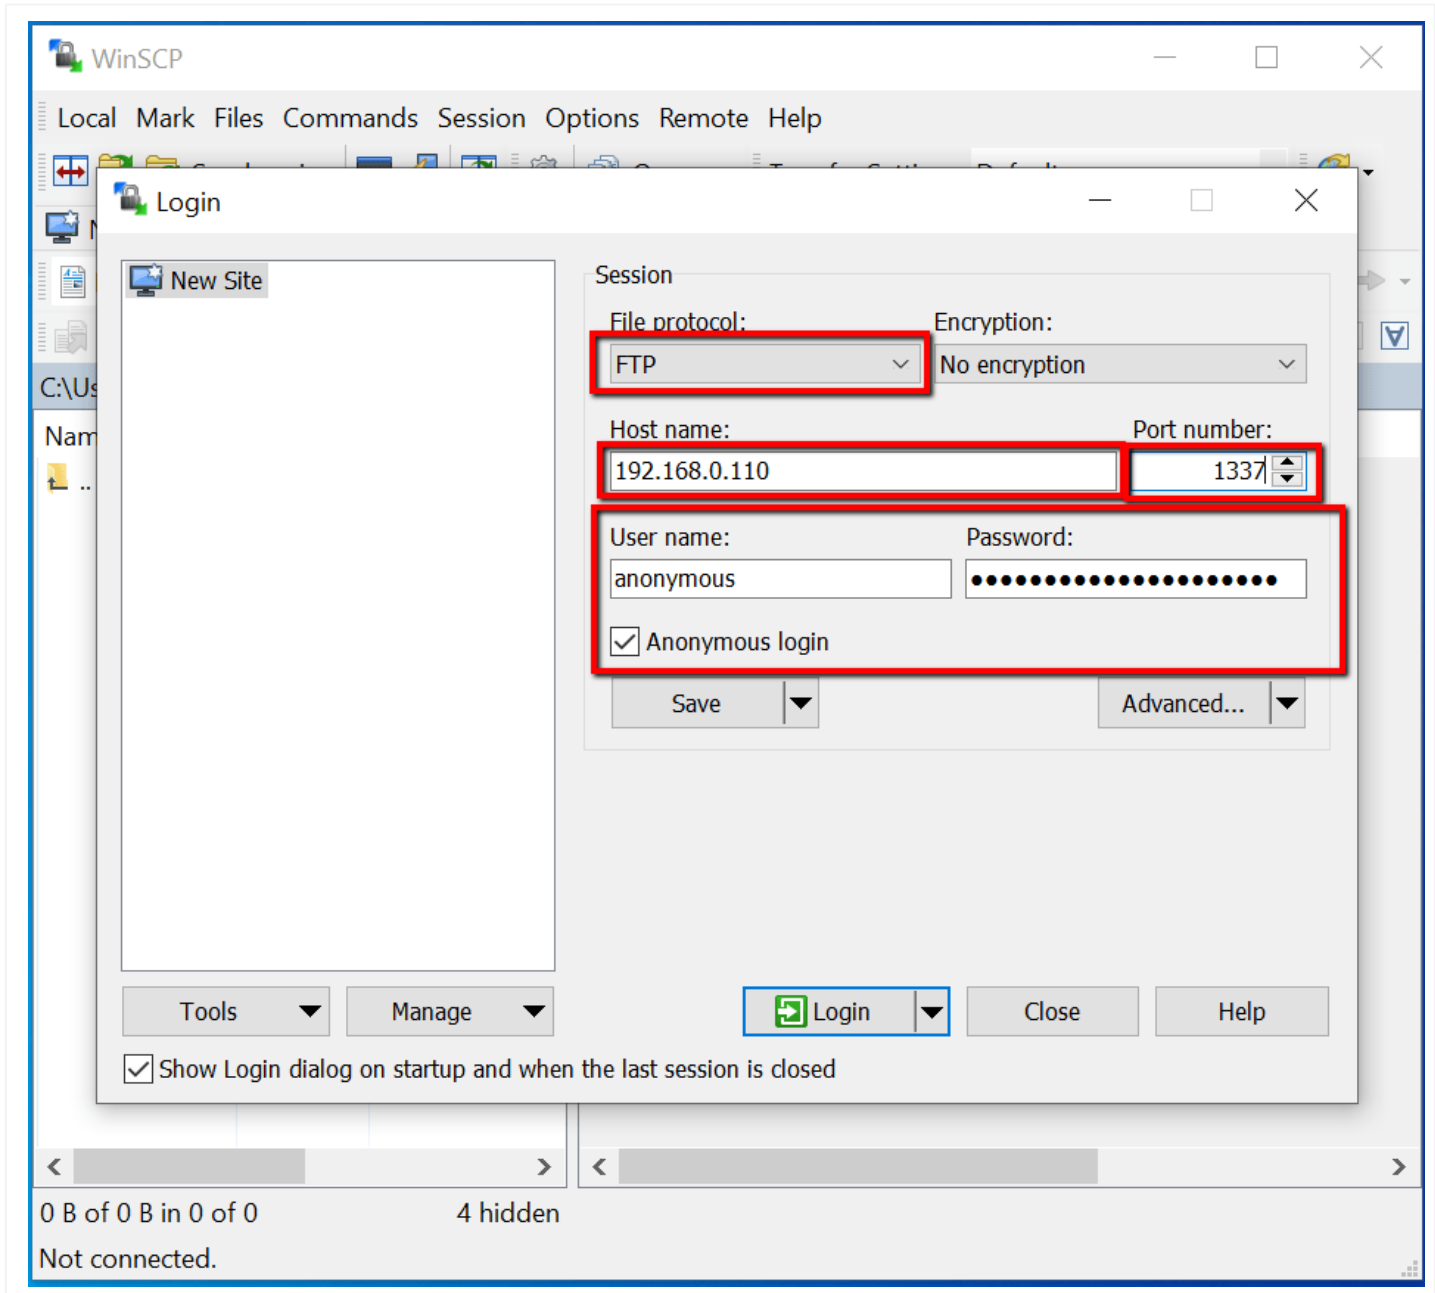 WinSCP
Local Mark Files Commands Session Options Remote Help
Login
New Site
Session
File protocol: Encryption:
FTP No encryption
C:\Us
Host name: Port number:
Nam
192.168.0.110 1337
..
User name: Password:
anonymous ●●●●●●●●●●●●●●●●●●●●●
Anonymous login
Save Advanced...
Tools Manage Login Close Help
Show Login dialog on startup and when the last session is closed
0 B of 0 B in 0 of 0 4 hidden
Not connected.